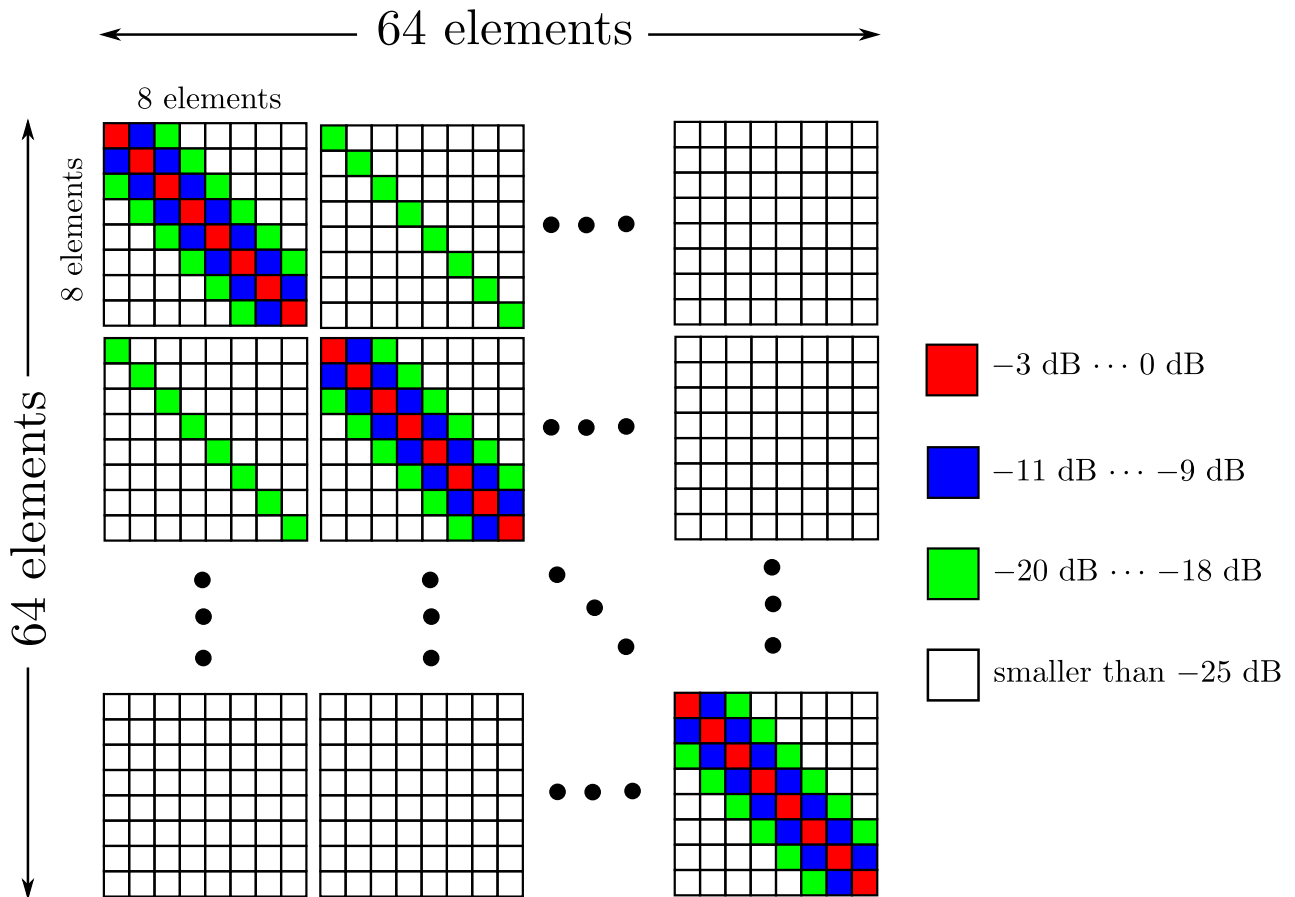 64 elements
8 elements
8 elements
64 elements
−3 dB ⋯ 0 dB
−11 dB ⋯ −9 dB
−20 dB ⋯ −18 dB
smaller than −25 dB